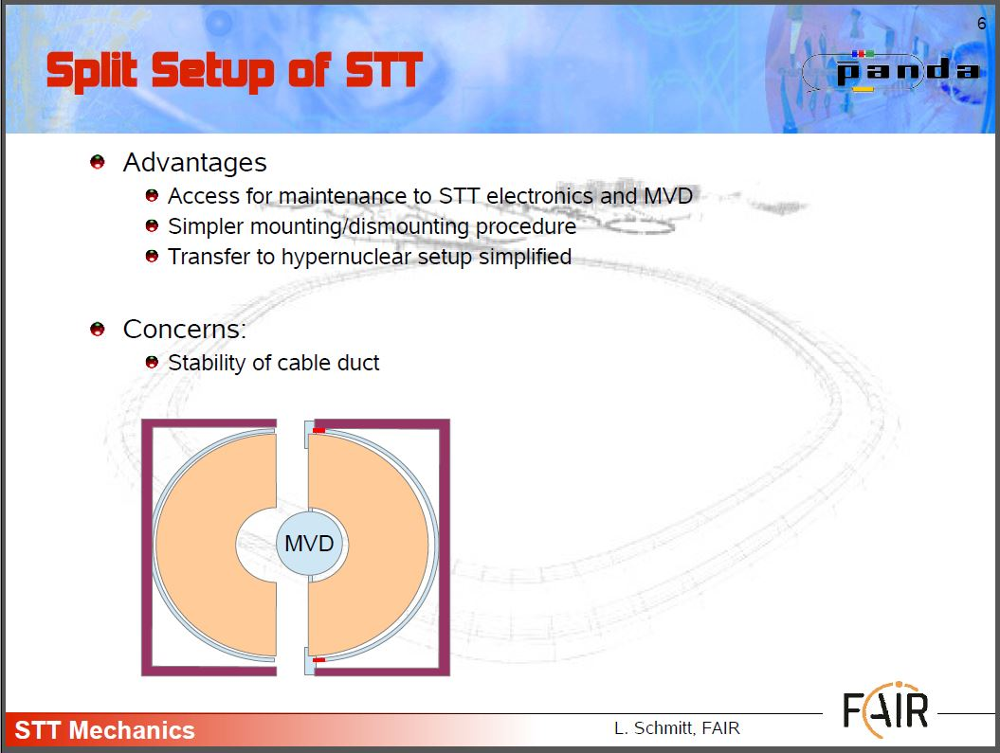 6
Split Setup of STT
panda
Advantages
Access for maintenance to STT electronics and MVD
Simpler mounting/dismounting procedure
Transfer to hypernuclear setup simplified
Concerns:
Stability of cable duct
MVD
STT Mechanics
L. Schmitt, FAIR
FAIR